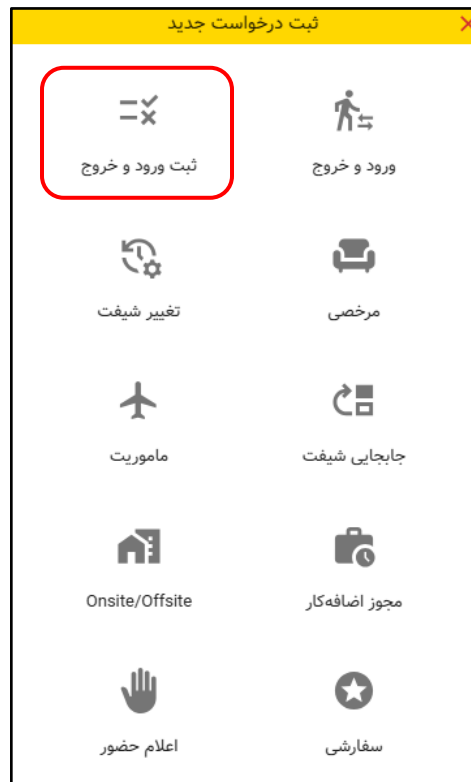 ثبت درخواست جدید
ورود و خروج
ثبت ورود و خروج
مرخصی
تغییر شیفت
جابجایی شیفت
ماموریت
مجوز اضافه‌کار
Onsite/Offsite
سفارشی
اعلام حضور